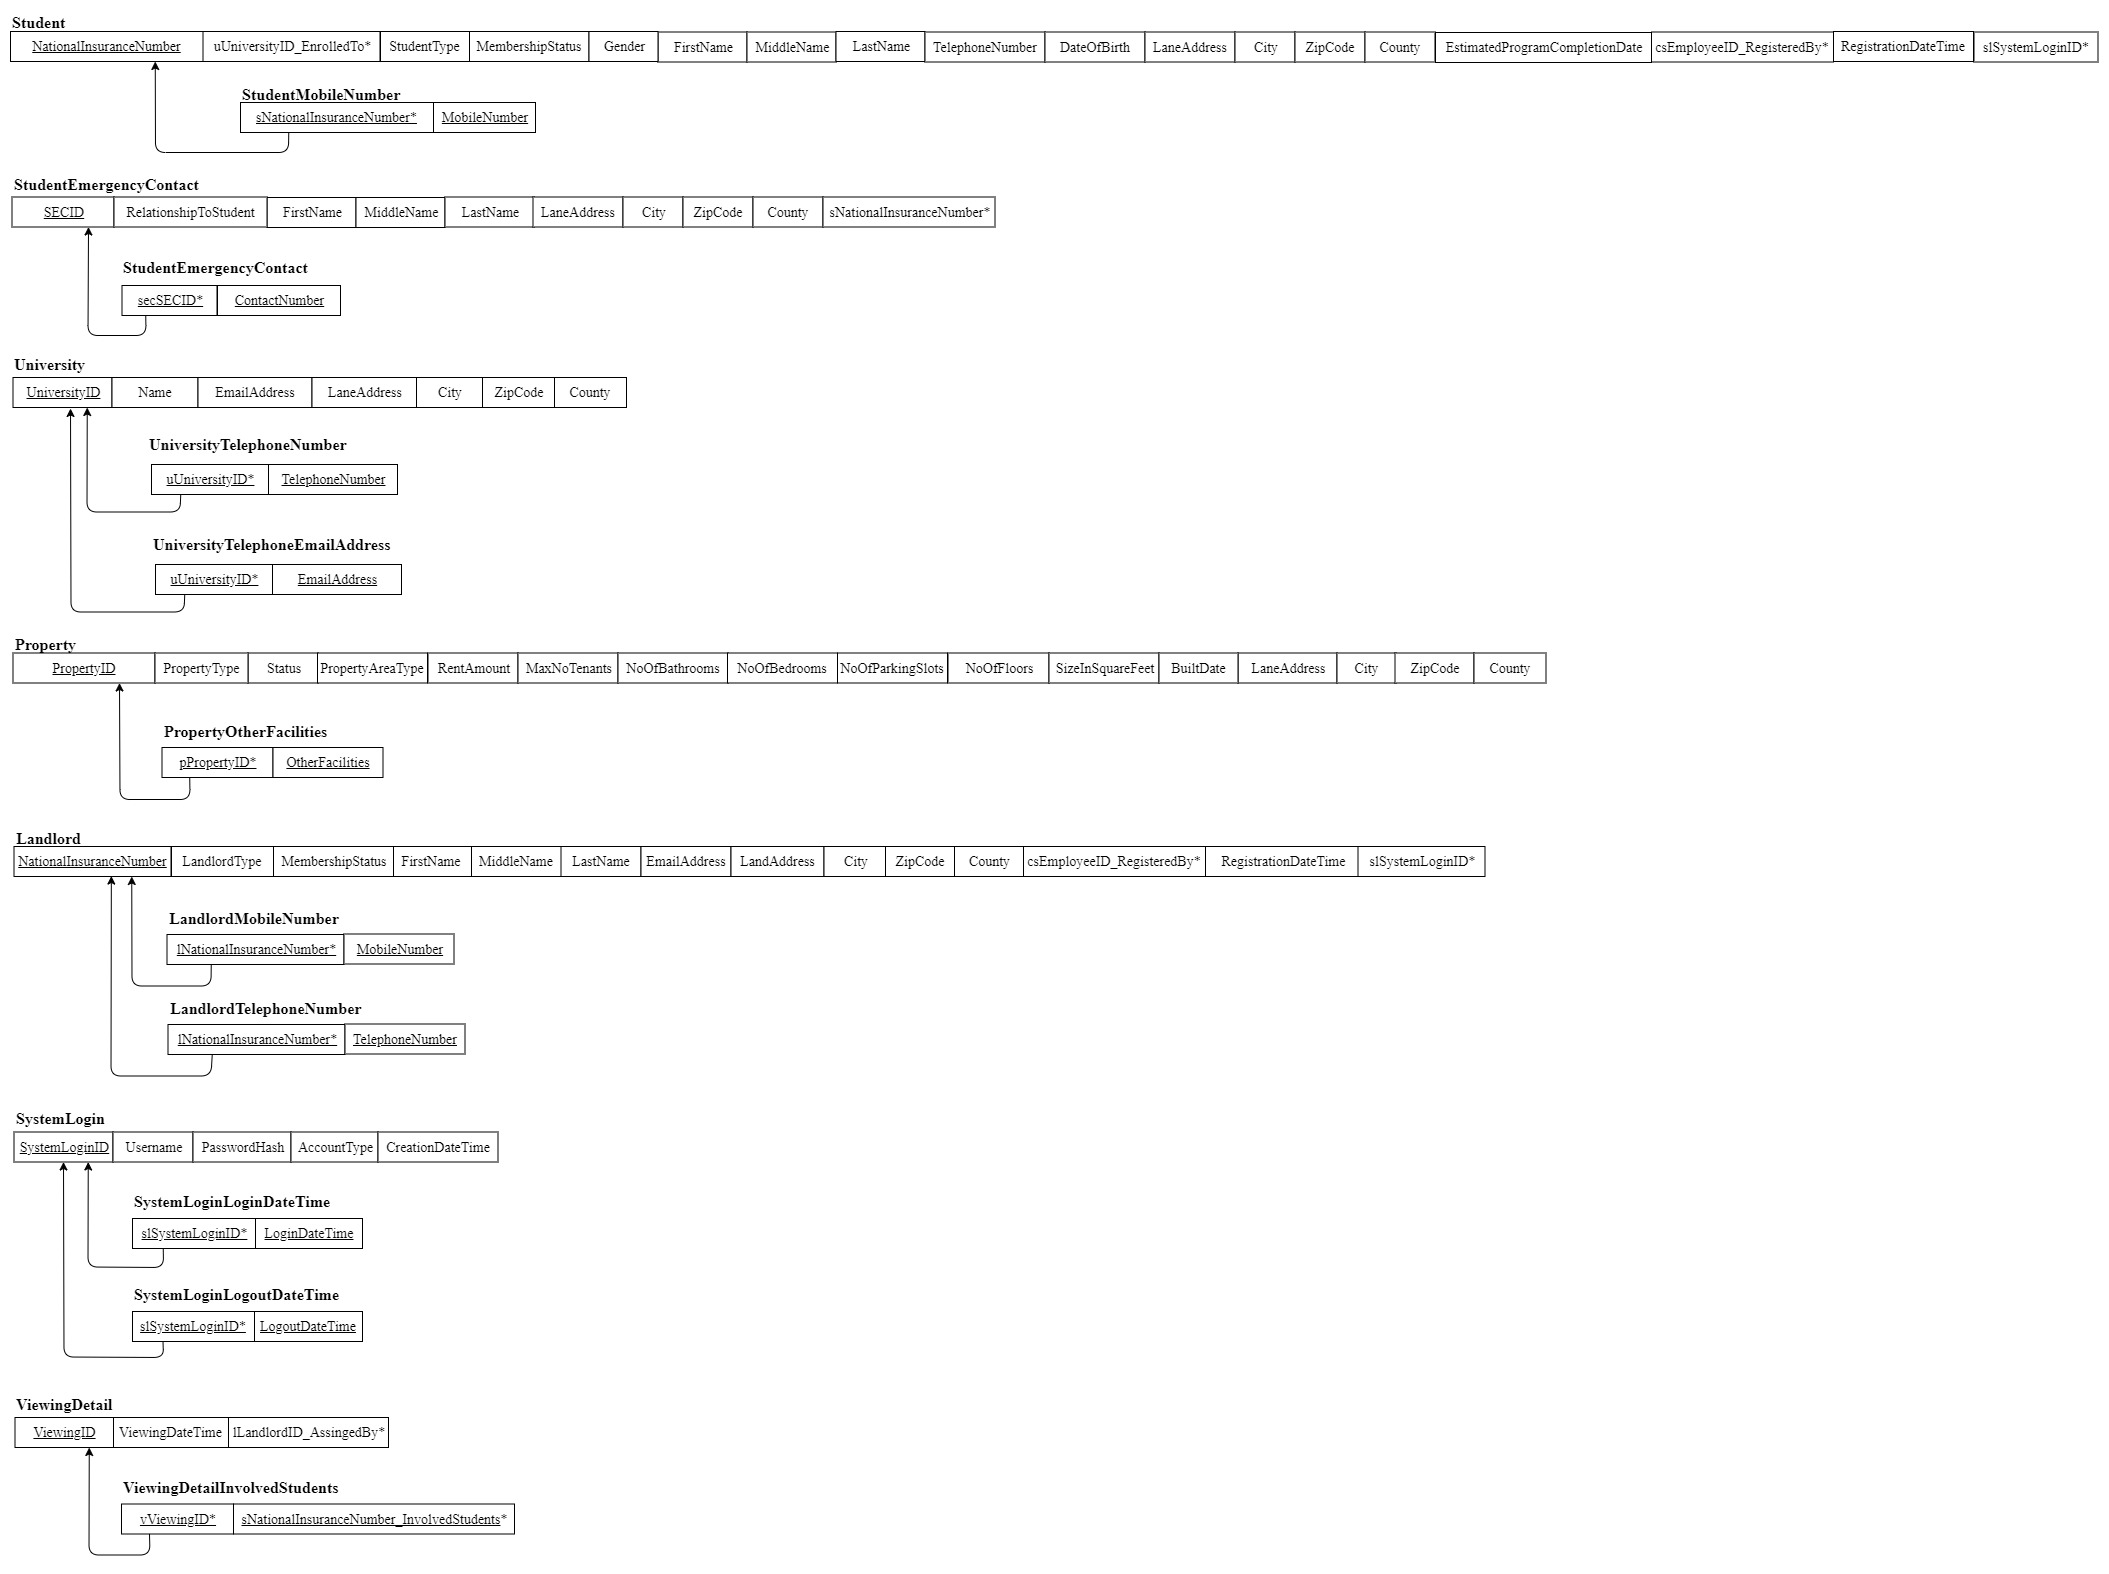 Student
NationalInsuranceNumber uUniversityID_EnrolledTo* StudentType MembershipStatus Gender FirstName MiddleName LastName TelephoneNumber DateOfBirth LaneAddress City ZipCode County EstimatedProgramCompletionDate csEmployeeID_RegisteredBy* RegistrationDateTime slSystemLoginID*
StudentMobileNumber
sNationalInsuranceNumber* MobileNumber
StudentEmergencyContact
SECID RelationshipToStudent FirstName MiddleName LastName LaneAddress City ZipCode County sNationalInsuranceNumber*
StudentEmergencyContact
secSECID* ContactNumber
University
UniversityID Name EmailAddress LaneAddress City ZipCode County
UniversityTelephoneNumber
uUniversityID* TelephoneNumber
UniversityTelephoneEmailAddress
uUniversityID* EmailAddress
Property
PropertyID PropertyType Status PropertyAreaType RentAmount MaxNoTenants NoOfBathrooms NoOfBedrooms NoOfParkingSlots NoOfFloors SizeInSquareFeet BuiltDate LaneAddress City ZipCode County
PropertyOtherFacilities
pPropertyID* OtherFacilities
Landlord
NationalInsuranceNumber LandlordType MembershipStatus FirstName MiddleName LastName EmailAddress LandAddress City ZipCode County csEmployeeID_RegisteredBy* RegistrationDateTime slSystemLoginID*
LandlordMobileNumber
lNationalInsuranceNumber* MobileNumber
LandlordTelephoneNumber
lNationalInsuranceNumber* TelephoneNumber
SystemLogin
SystemLoginID Username PasswordHash AccountType CreationDateTime
SystemLoginLoginDateTime
slSystemLoginID* LoginDateTime
SystemLoginLogoutDateTime
slSystemLoginID* LogoutDateTime
ViewingDetail
ViewingID ViewingDateTime lLandlordID_AssingedBy*
ViewingDetailInvolvedStudents
vViewingID* sNationalInsuranceNumber_InvolvedStudents*